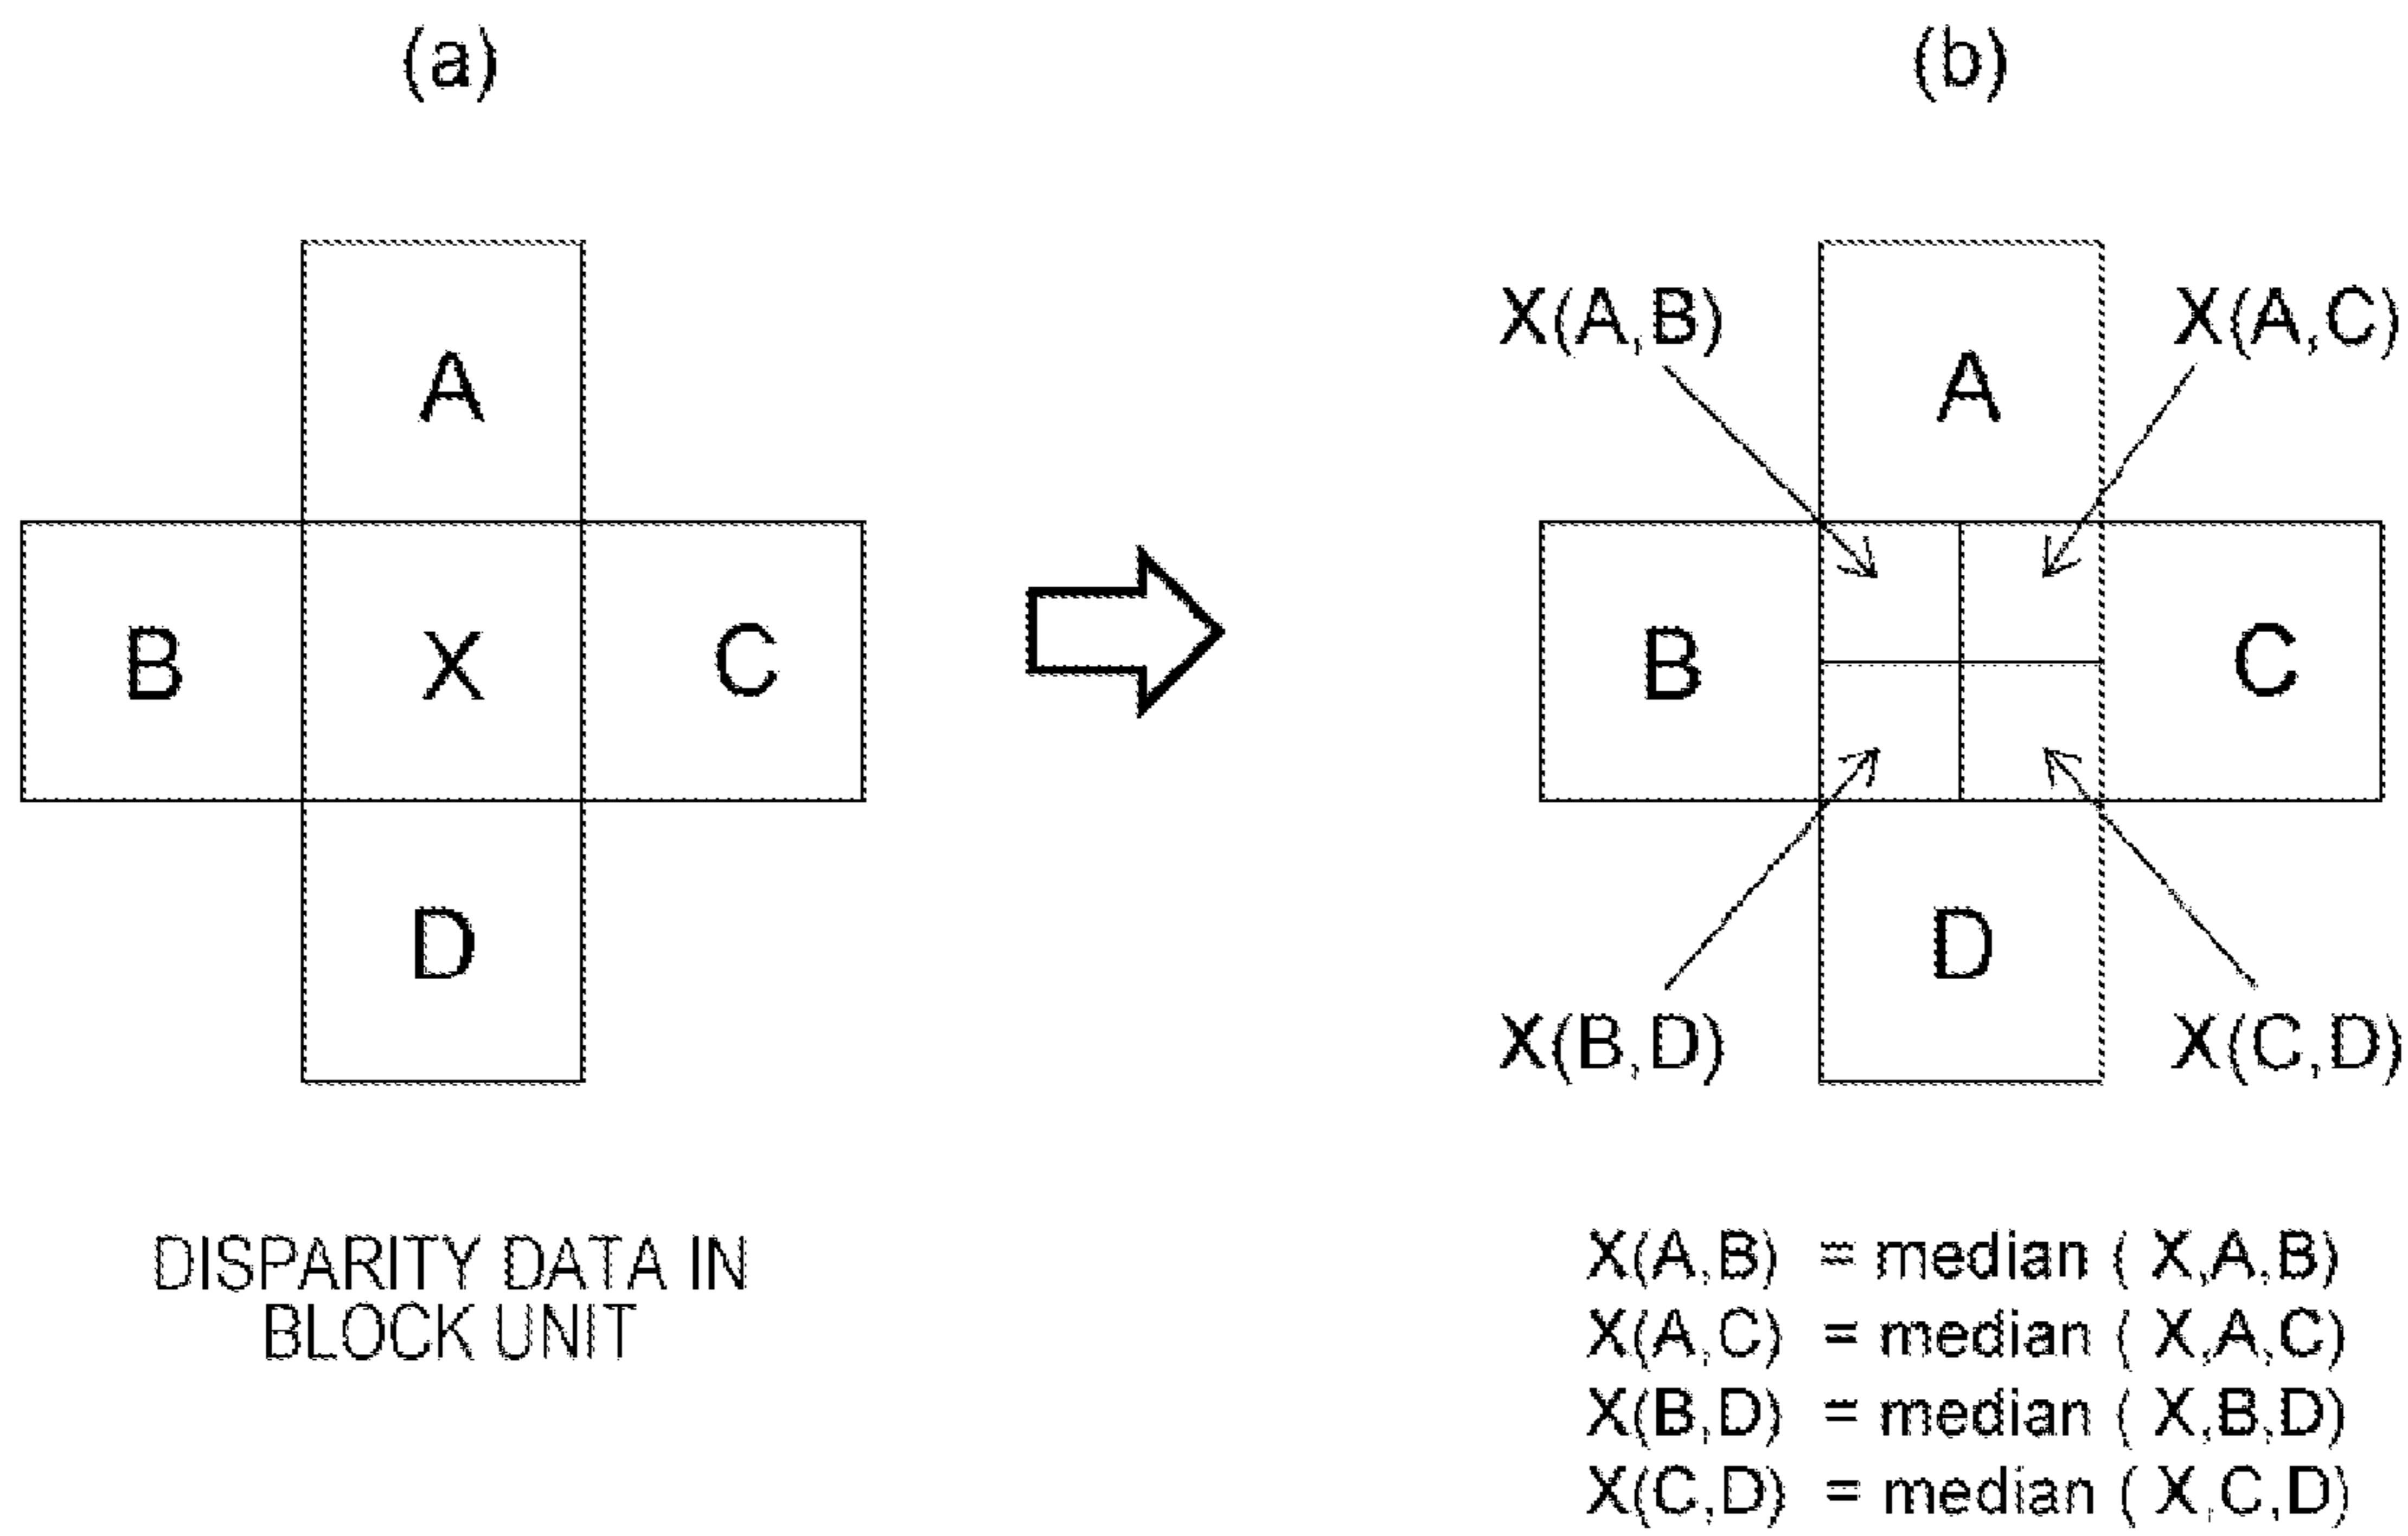 (a)
A
B X C
D
DISPARITY DATA IN
BLOCK UNIT
(b)
X(A,B) X(A,C)
A
B C
D
X(B,D) X(C,D)
X(A,B) = median ( X,A,B)
X(A,C) = median ( X,A,C)
X(B,D) = median ( X,B,D)
X(C,D) = median ( X,C,D)